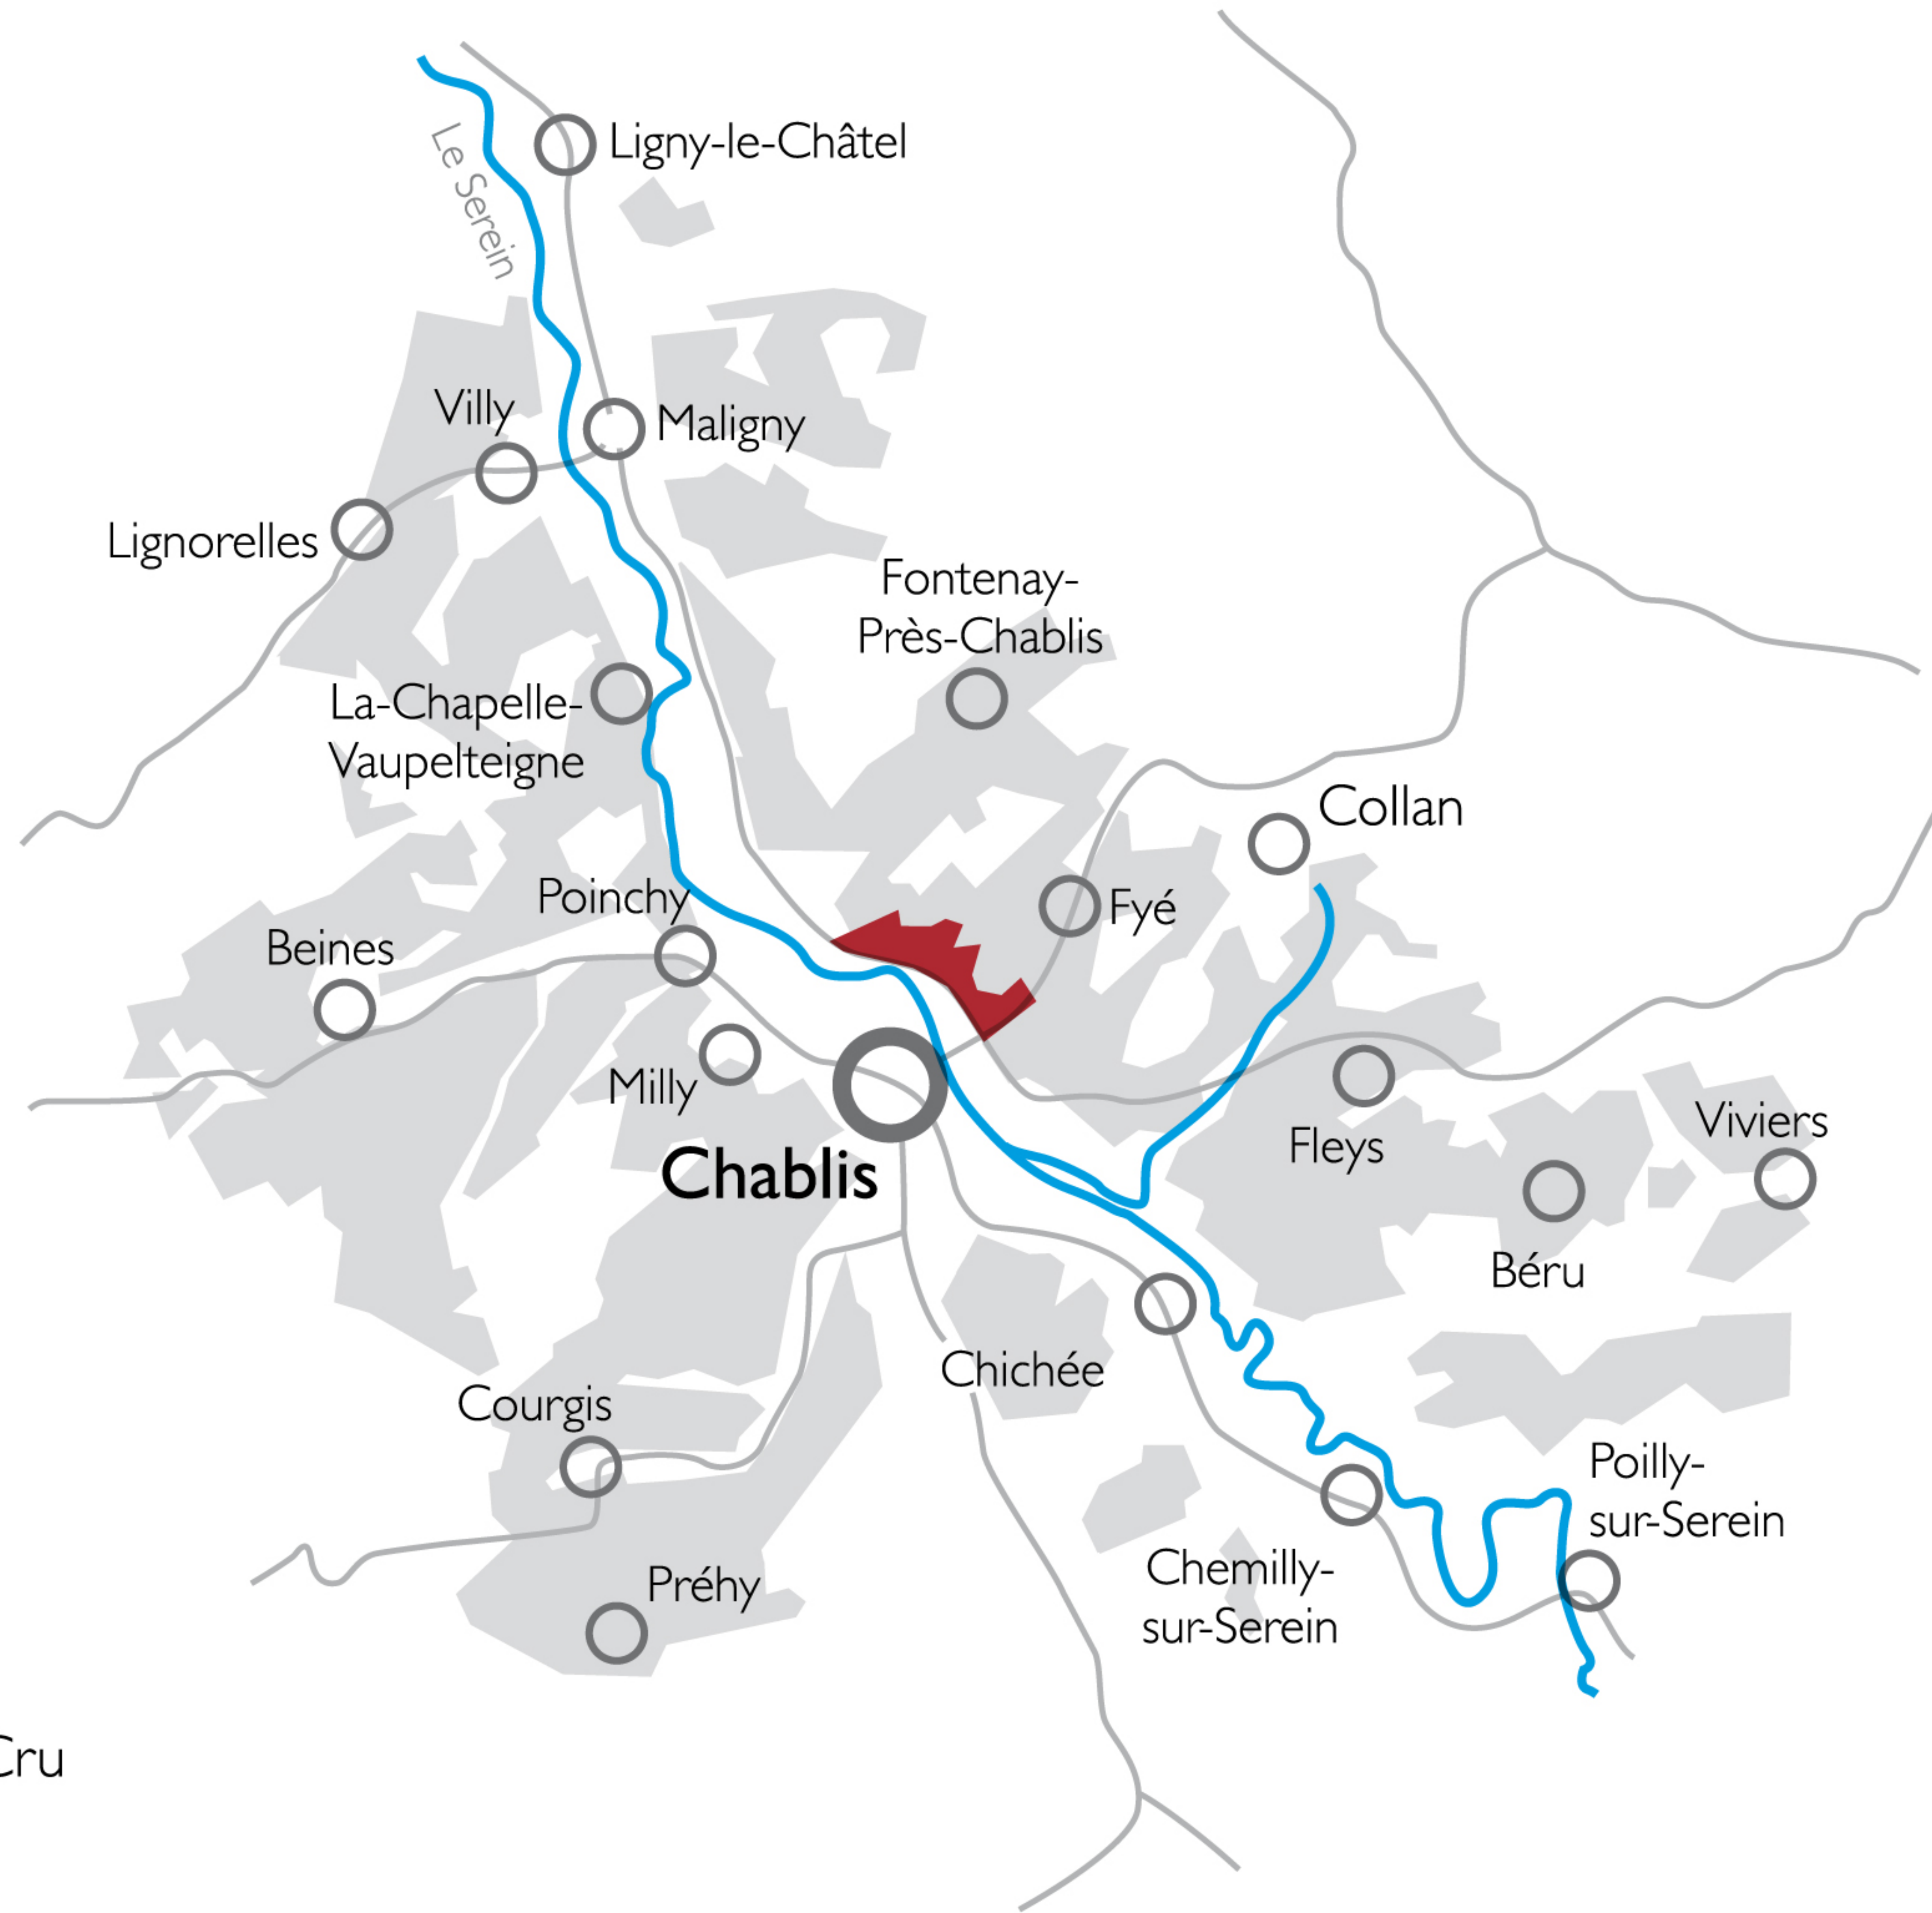 Ligny-le-Châtel
Le Serein
Villy
Maligny
Lignorelles
Fontenay-
Près-Chablis
La-Chapelle-
Vaupelteigne
Collan
Poinchy
Fyé
Beines
Milly
Viviers
Fleys
Chablis
Béru
Chichée
Courgis
Poilly-
sur-Serein
Chemilly-
sur-Serein
Préhy
Cru